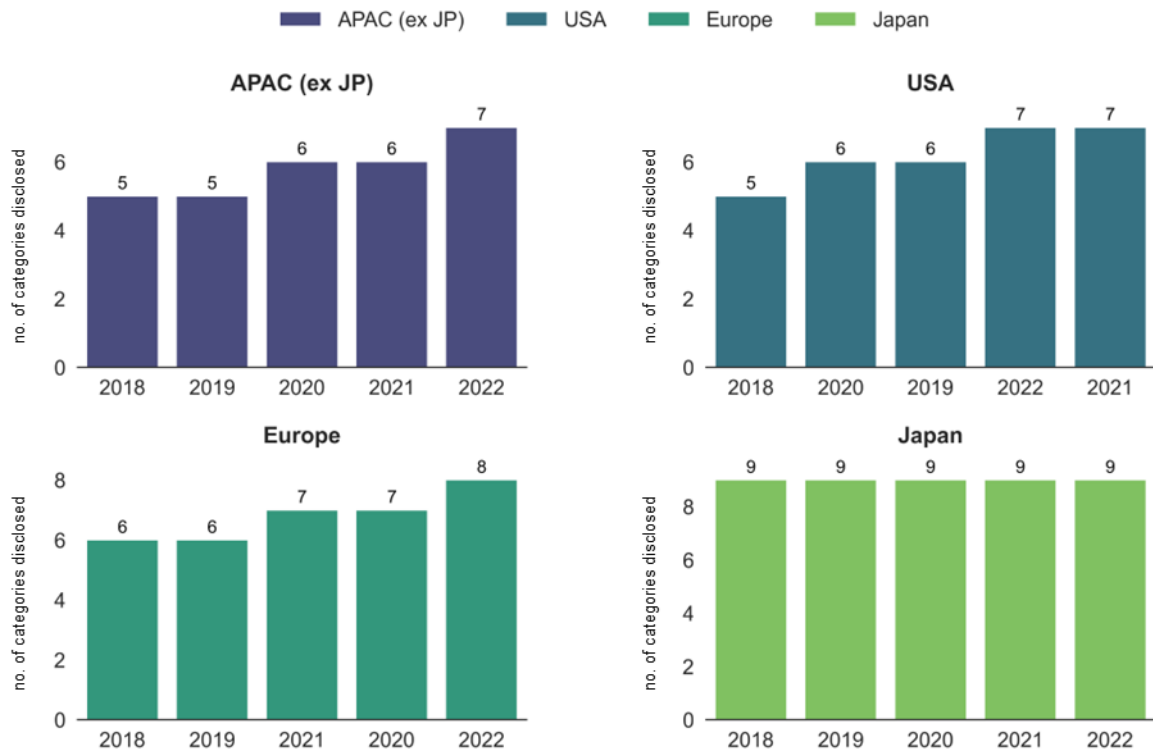 APAC (ex JP) USA Europe Japan
APAC (ex JP)
no. of categories disclosed
6
4
2
0
5 5 6 6 7
2018 2019 2020 2021 2022
USA
no. of categories disclosed
6
4
2
0
5 6 6 7 7
2018 2020 2019 2022 2021
Europe
no. of categories disclosed
8
6
4
2
0
6 6 7 7 8
2018 2019 2021 2020 2022
Japan
no. of categories disclosed
8
6
4
2
0
9 9 9 9 9
2018 2019 2020 2021 2022